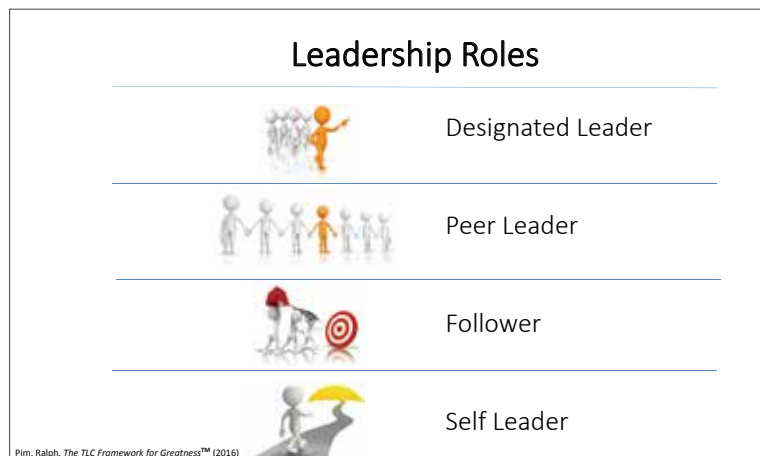 Leadership Roles
Designated Leader
Peer Leader
Follower
Self Leader
Pim, Ralph, The TLC Framework for Greatness™ (2016)